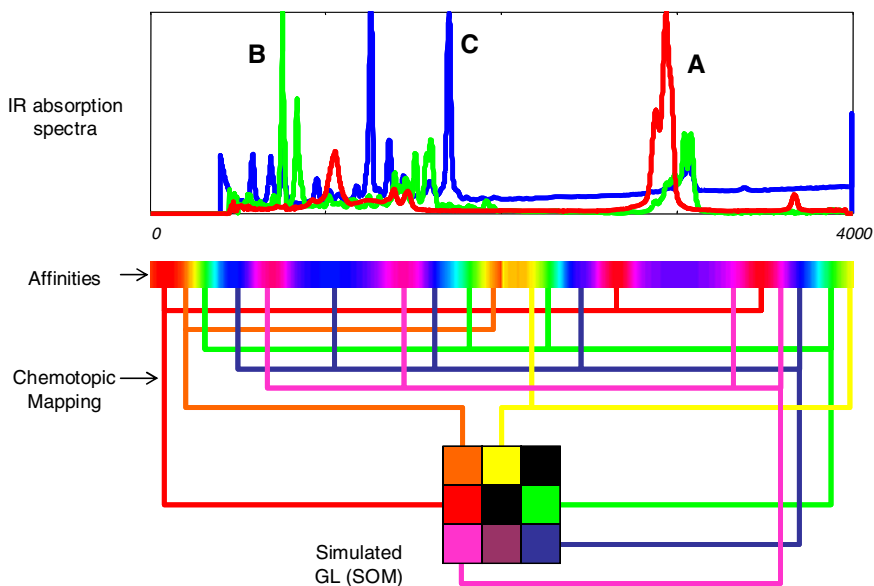 B
C
A
IR absorption
spectra
0
4000
Affinities
Chemotopic
Mapping
Simulated
GL (SOM)